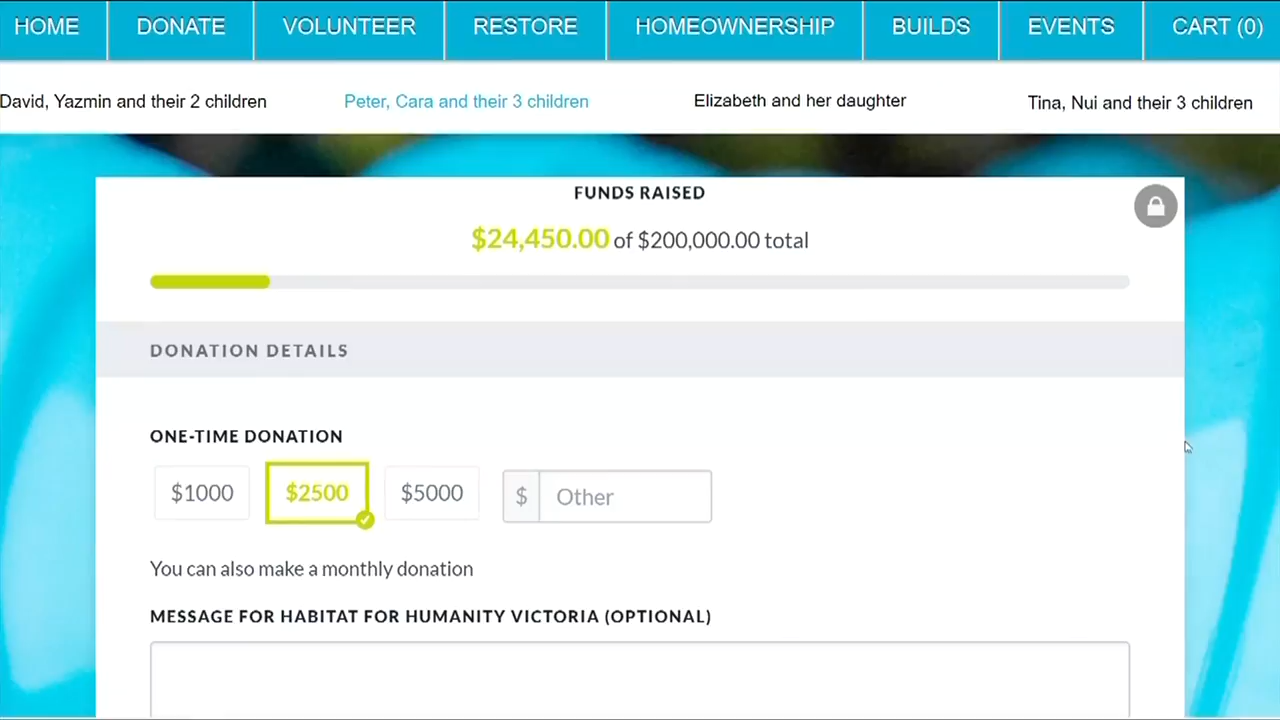 HOME DONATE VOLUNTEER RESTORE HOMEOWNERSHIP BUILDS EVENTS CART (0)
David, Yazmin and their 2 children Peter, Cara and their 3 children Elizabeth and her daughter Tina, Nui and their 3 children
FUNDS RAISED
$24,450.00 of $200,000.00 total
DONATION DETAILS
ONE-TIME DONATION
$1000 $2500 $5000 $ Other
You can also make a monthly donation
MESSAGE FOR HABITAT FOR HUMANITY VICTORIA (OPTIONAL)